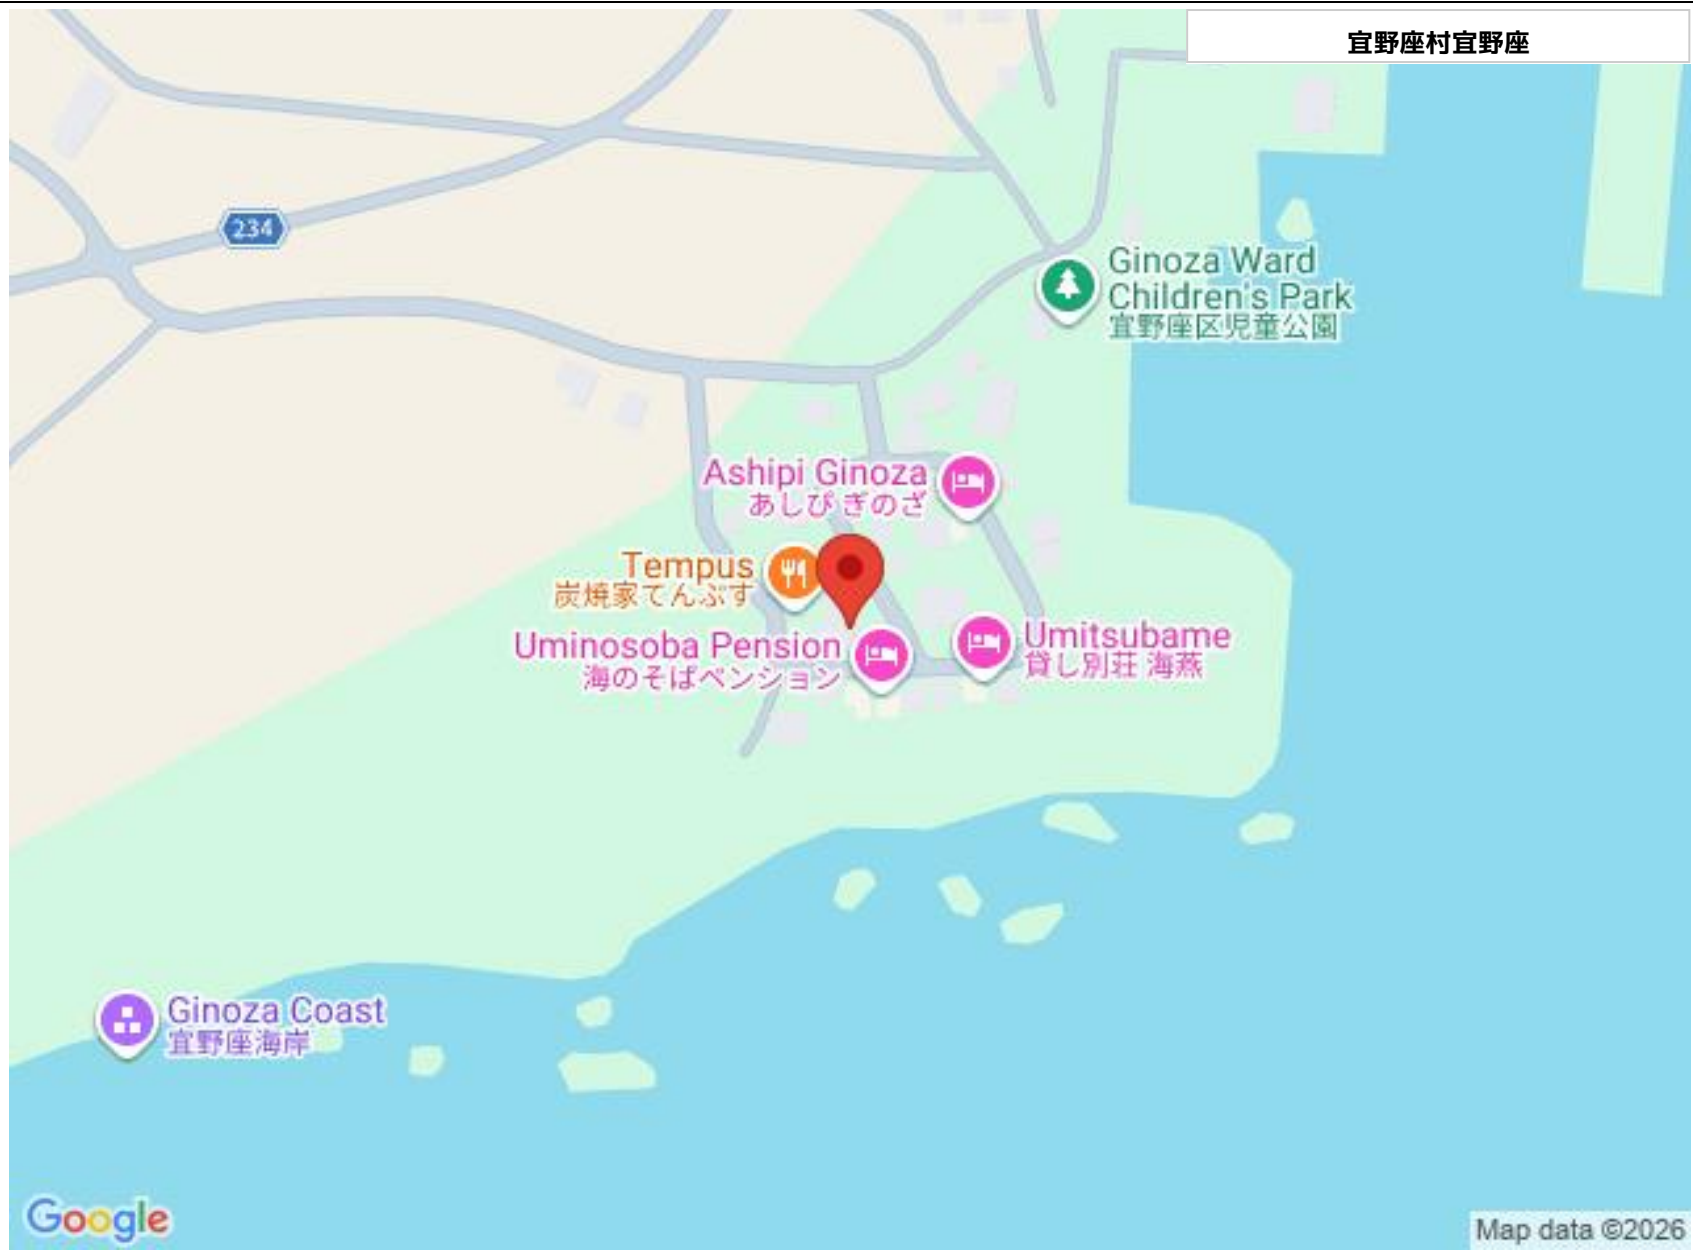 宜野座村宜野座
234
Ginoza Ward
Children's Park
宜野座区児童公園
Ashipi Ginoza
あしび ぎのざ
Tempus
炭焼家てんぶす
Uminosoba Pension
海のそばペンション
Umitsubame
貸し別荘 海燕
Ginoza Coast
宜野座海岸
Google
Map data ©2026